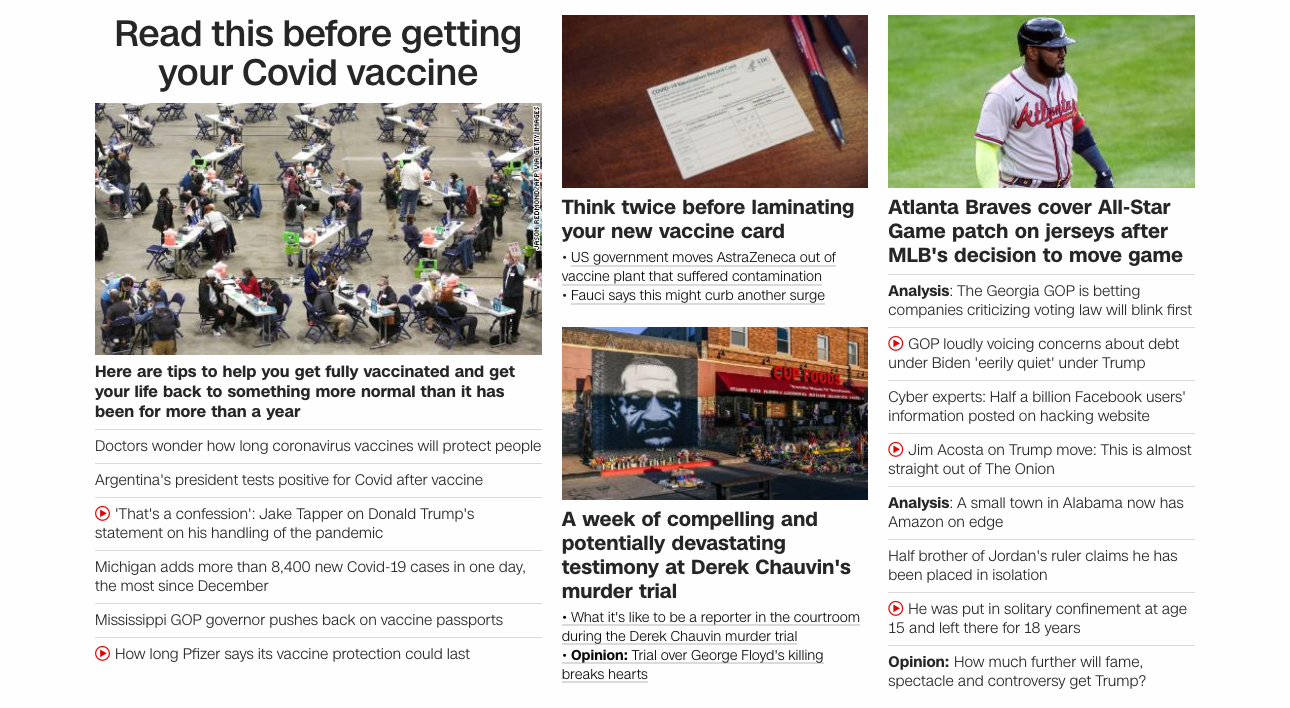 Read this before getting
your Covid vaccine
JASON REDMOND/AFP VIA GETTY IMAGES
Here are tips to help you get fully vaccinated and get
your life back to something more normal than it has
been for more than a year
Doctors wonder how long coronavirus vaccines will protect people
Argentina's president tests positive for Covid after vaccine
'That's a confession': Jake Tapper on Donald Trump's
statement on his handling of the pandemic
Michigan adds more than 8,400 new Covid-19 cases in one day,
the most since December
Mississippi GOP governor pushes back on vaccine passports
How long Pfizer says its vaccine protection could last
COVID-19 Vaccination Record Card
CDC
Think twice before laminating
your new vaccine card
• US government moves AstraZeneca out of
vaccine plant that suffered contamination
• Fauci says this might curb another surge
CUP FOODS
A week of compelling and
potentially devastating
testimony at Derek Chauvin's
murder trial
• What it's like to be a reporter in the courtroom
during the Derek Chauvin murder trial
• Opinion: Trial over George Floyd's killing
breaks hearts
Atlanta
Atlanta Braves cover All-Star
Game patch on jerseys after
MLB's decision to move game
Analysis: The Georgia GOP is betting
companies criticizing voting law will blink first
GOP loudly voicing concerns about debt
under Biden 'eerily quiet' under Trump
Cyber experts: Half a billion Facebook users'
information posted on hacking website
Jim Acosta on Trump move: This is almost
straight out of The Onion
Analysis: A small town in Alabama now has
Amazon on edge
Half brother of Jordan's ruler claims he has
been placed in isolation
He was put in solitary confinement at age
15 and left there for 18 years
Opinion: How much further will fame,
spectacle and controversy get Trump?